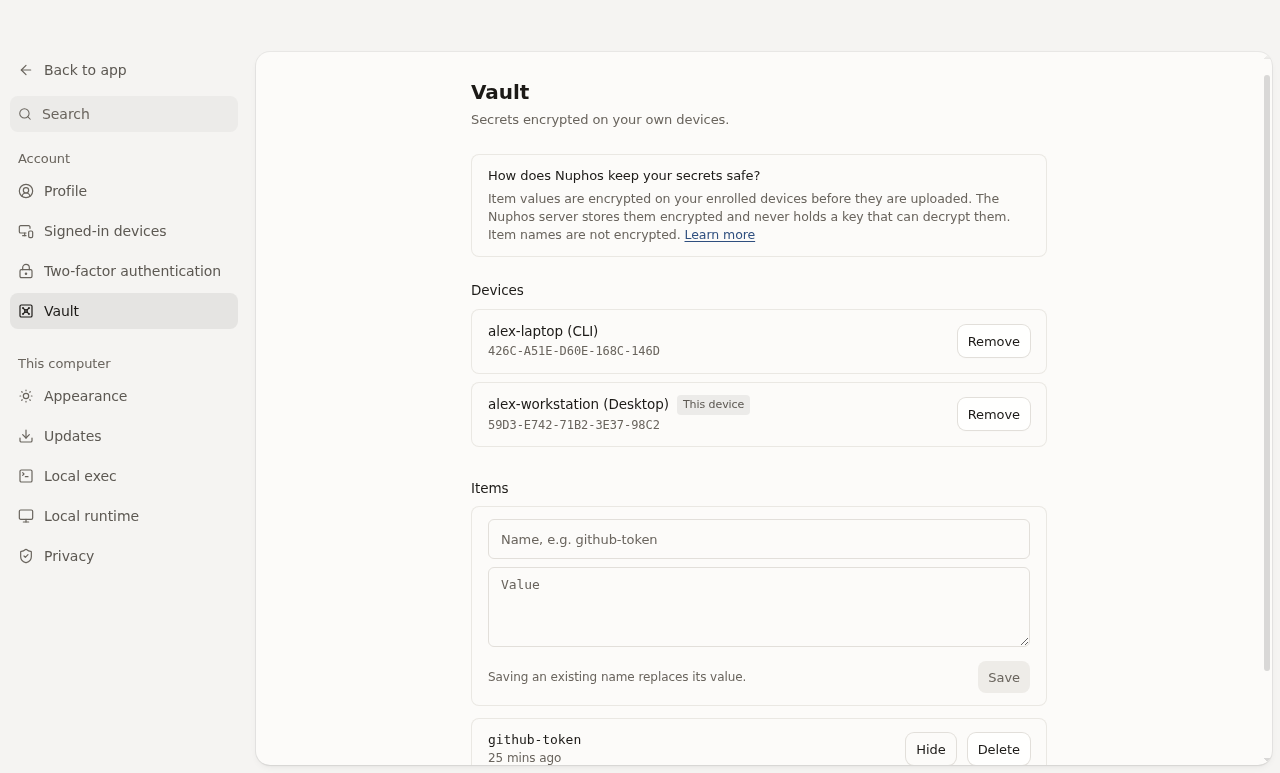 Back to app
Search
Account
Profile
Signed-in devices
Two-factor authentication
Vault
This computer
Appearance
Updates
Local exec
Local runtime
Privacy
Vault
Secrets encrypted on your own devices.
How does Nuphos keep your secrets safe?
Item values are encrypted on your enrolled devices before they are uploaded. The
Nuphos server stores them encrypted and never holds a key that can decrypt them.
Item names are not encrypted. Learn more
Devices
alex-laptop (CLI)
426C-A51E-D60E-168C-146D
Remove
alex-workstation (Desktop) This device
59D3-E742-71B2-3E37-98C2
Remove
Items
Name, e.g. github-token
Value
Saving an existing name replaces its value.
Save
github-token
25 mins ago
Hide
Delete